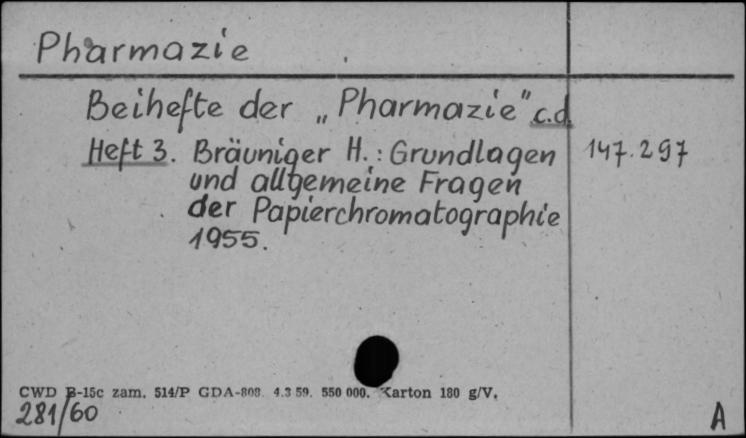 Pharmazie
Beihefte der „Pharmazie" c.d.
Heft 3. Bräuniger H.: Grundlagen 147.297
und allgemeine Fragen
der Papierchromatographie
1955.
CWD B-15c zam. 514/P GDA-808. 4.3 59. 550 000. Karton 180 g/V.
281/60
A